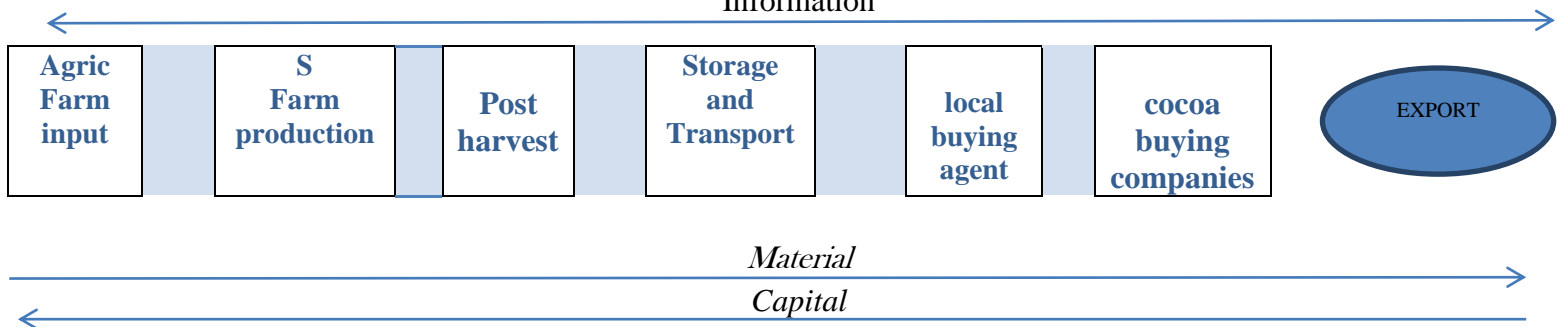 Information
Agric
Farm
input
S
Farm
production
Post
harvest
Storage
and
Transport
local
buying
agent
cocoa
buying
companies
EXPORT
Material
Capital